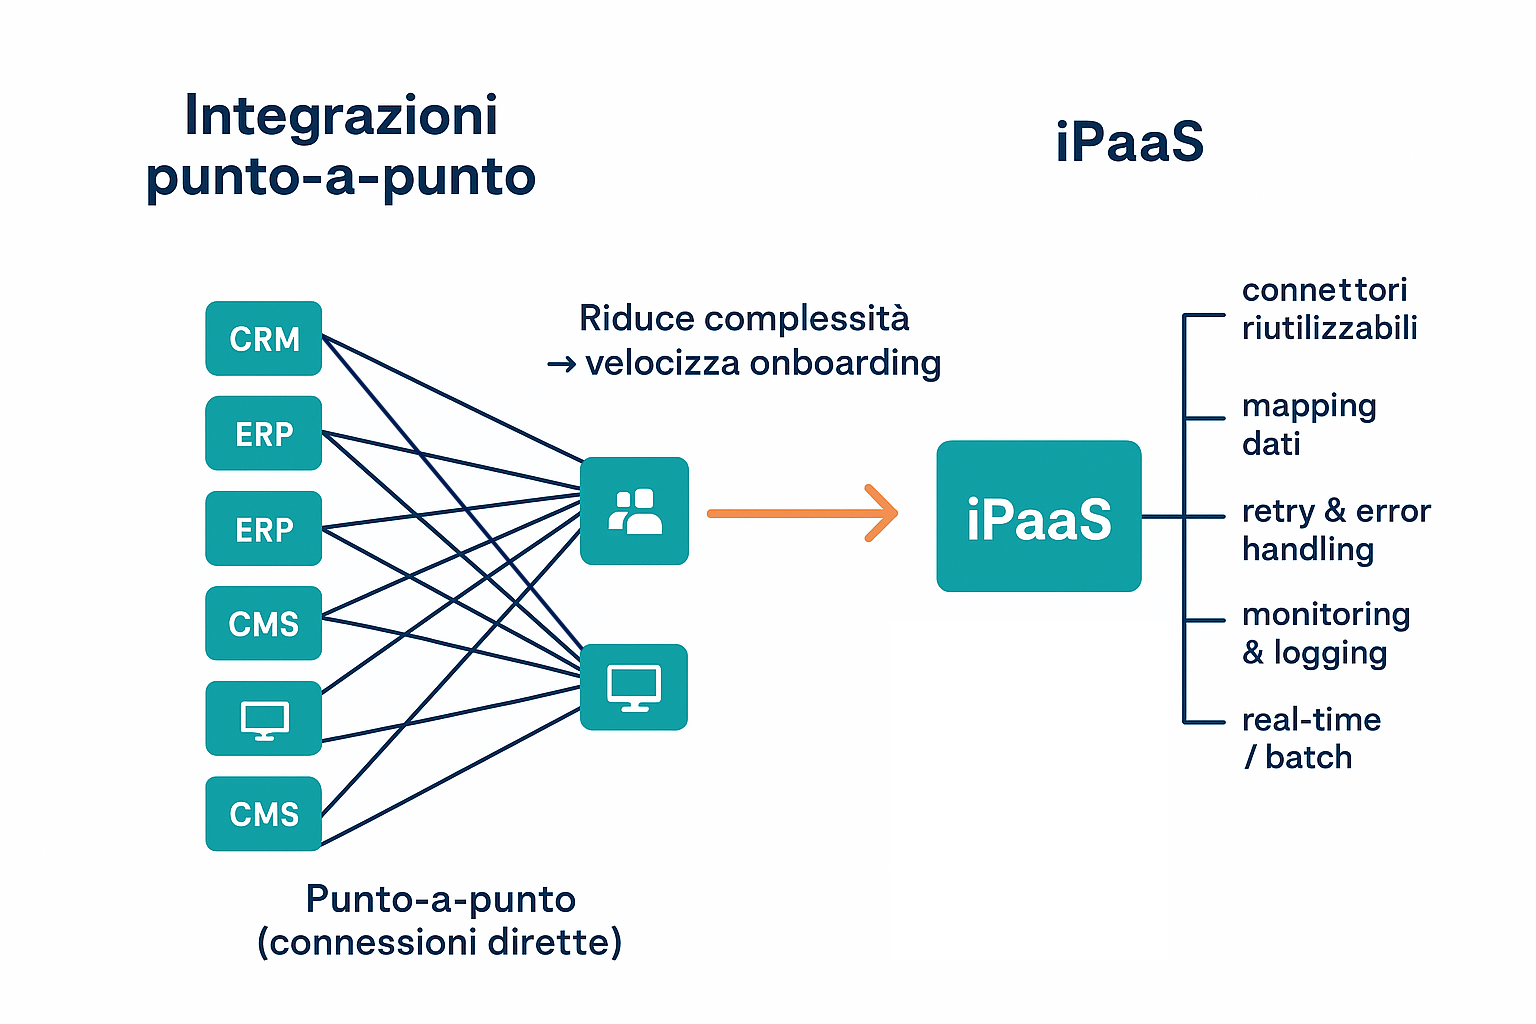 Integrazioni
punto-a-punto
iPaaS
CRM
ERP
ERP
CMS
CMS
Punto-a-punto
(connessioni dirette)
Riduce complessità
→ velocizza onboarding
iPaaS
connettori
riutilizzabili
mapping
dati
retry & error
handling
monitoring
& logging
real-time
/ batch